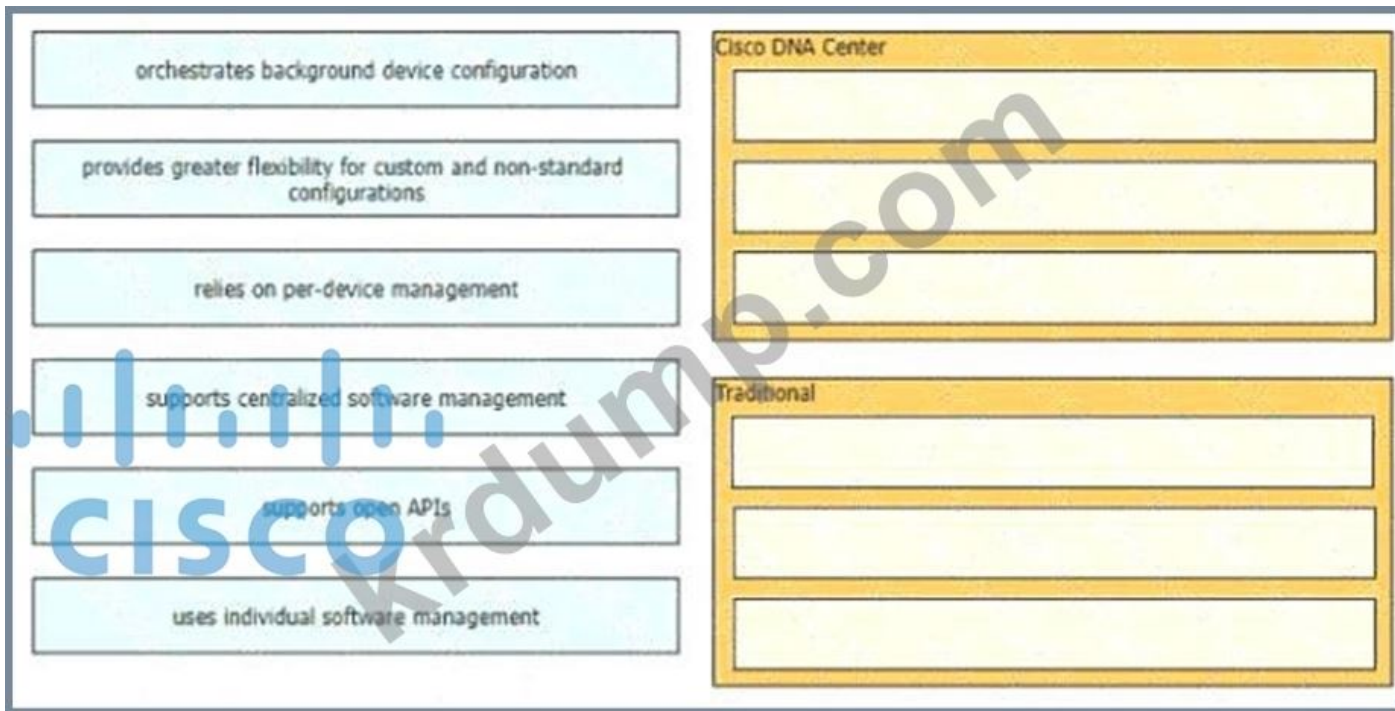 orchestrates background device configuration
provides greater flexibility for custom and non-standard
configurations
relies on per-device management
supports centralized software management
supports open APIs
uses individual software management
Cisco DNA Center
Traditional
CISCO
krdump.com